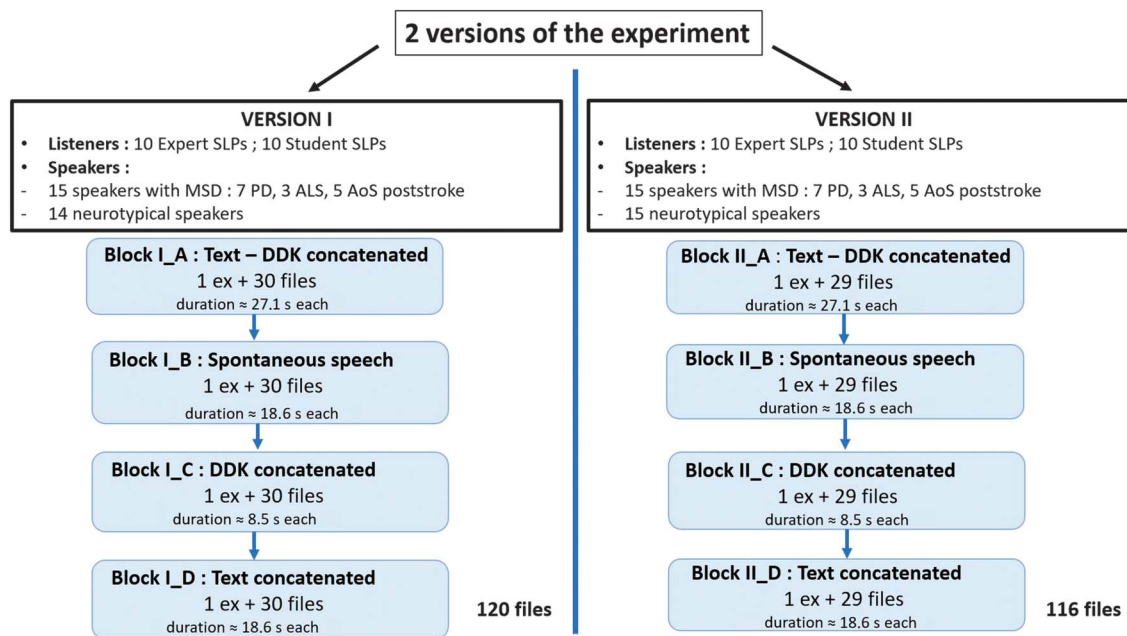 2 versions of the experiment
VERSION I
• Listeners : 10 Expert SLPs ; 10 Student SLPs
• Speakers :
- 15 speakers with MSD : 7 PD, 3 ALS, 5 AoS poststroke
- 14 neurotypical speakers
Block I_A : Text – DDK concatenated
1 ex + 30 files
duration ≈ 27.1 s each
Block I_B : Spontaneous speech
1 ex + 30 files
duration ≈ 18.6 s each
Block I_C : DDK concatenated
1 ex + 30 files
duration ≈ 8.5 s each
Block I_D : Text concatenated
1 ex + 30 files
duration ≈ 18.6 s each
120 files
VERSION II
• Listeners : 10 Expert SLPs ; 10 Student SLPs
• Speakers :
- 15 speakers with MSD : 7 PD, 3 ALS, 5 AoS poststroke
- 15 neurotypical speakers
Block II_A : Text – DDK concatenated
1 ex + 29 files
duration ≈ 27.1 s each
Block II_B : Spontaneous speech
1 ex + 29 files
duration ≈ 18.6 s each
Block II_C : DDK concatenated
1 ex + 29 files
duration ≈ 8.5 s each
Block II_D : Text concatenated
1 ex + 29 files
duration ≈ 18.6 s each
116 files